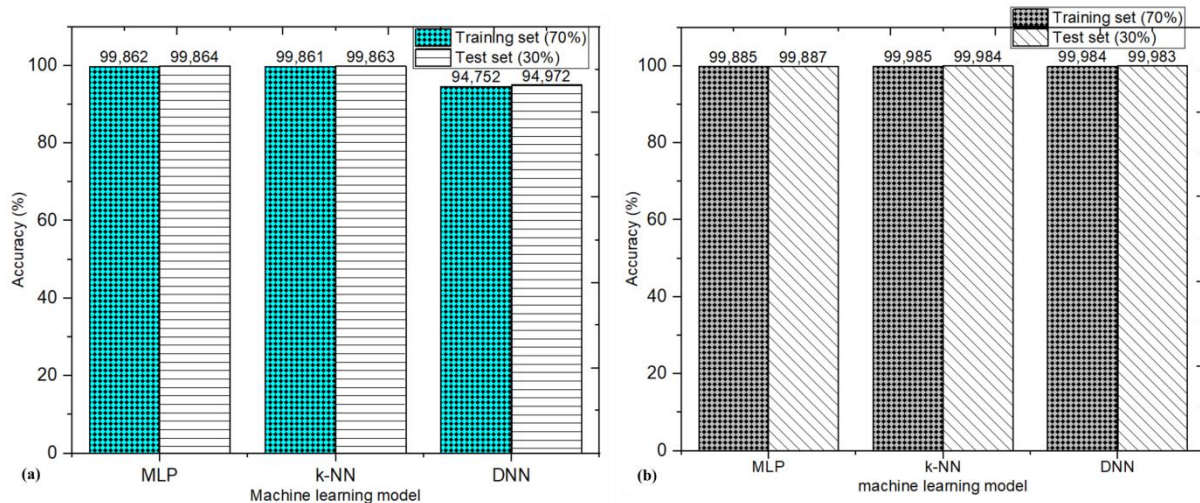 Training set (70%)
Test set (30%)
99,862 99,864 99,861 99,863 94,752 94,972
100
80
60
40
20
0
Accuracy (%)
MLP k-NN DNN
Machine learning model
(a)
Training set (70%)
Test set (30%)
99,885 99,887 99,985 99,984 99,984 99,983
100
80
60
40
20
0
Accuracy (%)
MLP k-NN DNN
machine learning model
(b)